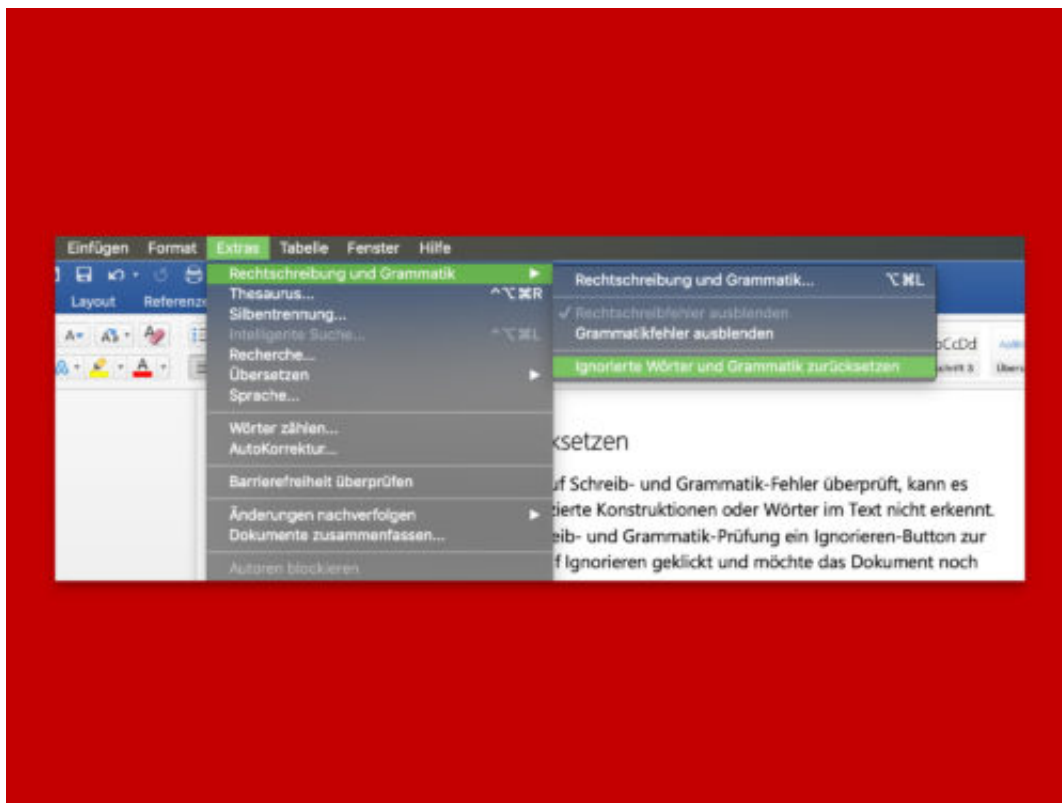 Einfügen Format Extras Tabelle Fenster Hilfe
Layout
Rechtschreibung und Grammatik
Thesaurus... ^⌥⌘R
Silbentrennung...
Intelligente Suche... ^⌥⌘L
Recherche...
Übersetzen
Sprache...
Wörter zählen...
AutoKorrektur...
Barrierefreiheit überprüfen
Änderungen nachverfolgen
Dokumente zusammenfassen...
Autoren blockieren
Rechtschreibung und Grammatik... ⌥⌘L
✓ Rechtschreibfehler ausblenden
Grammatikfehler ausblenden
Ignorierte Wörter und Grammatik zurücksetzen
ksetzen
uf Schreib- und Grammatik-Fehler überprüft, kann es
zierte Konstruktionen oder Wörter im Text nicht erkennt.
eib- und Grammatik-Prüfung ein Ignorieren-Button zur
f Ignorieren geklickt und möchte das Dokument noch